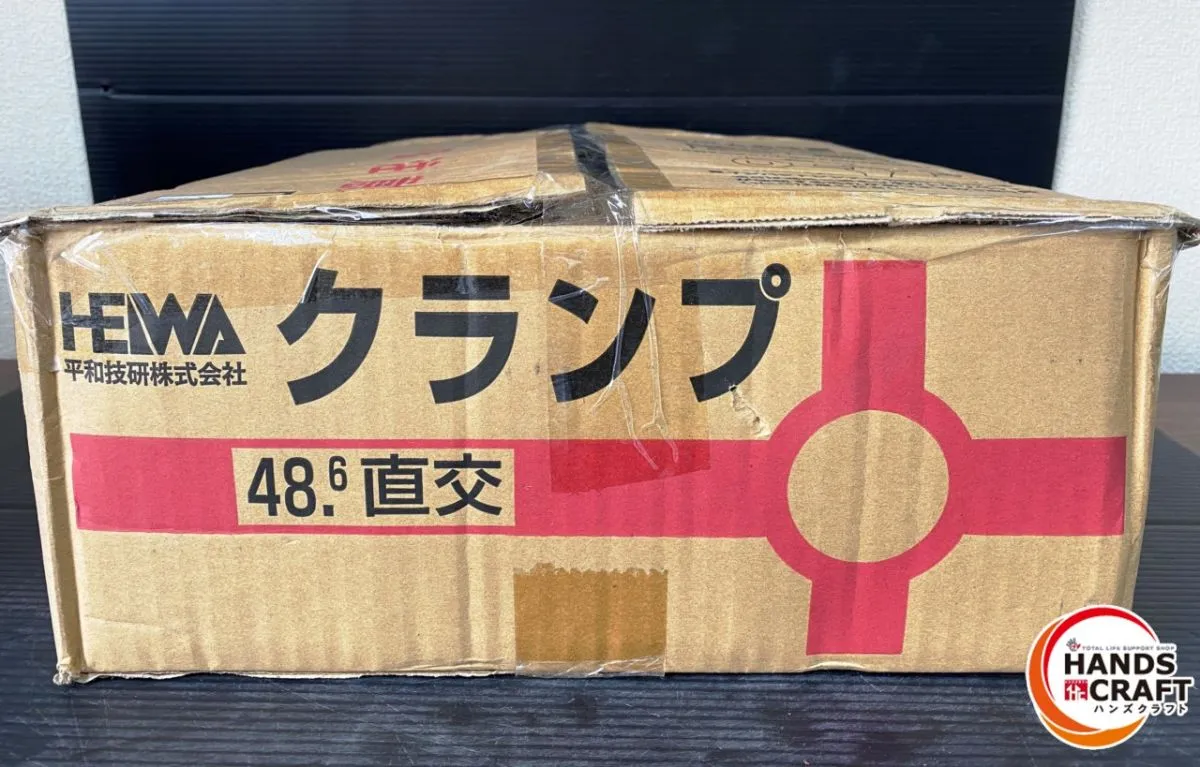 HEIWA
平和技研株式会社
クランプ
48.6 直交
TOTAL LIFE SUPPORT SHOP
HANDS
CRAFT
ハンズクラフト